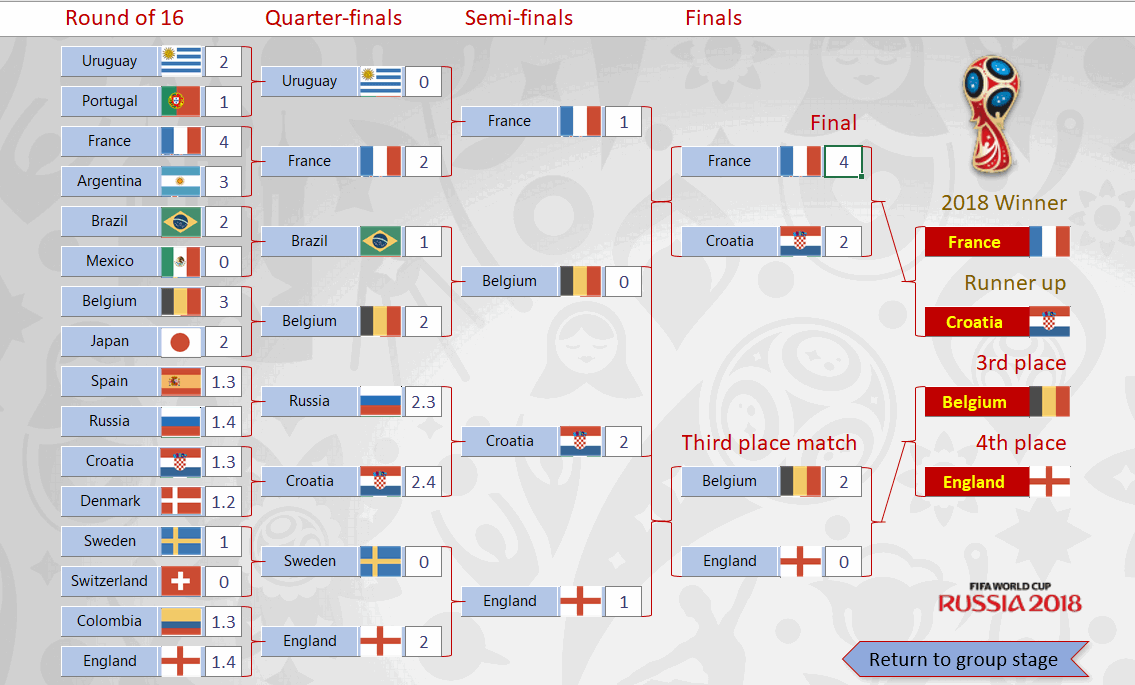 Round of 16 Quarter-finals Semi-finals Finals
Uruguay 2
Portugal 1
France 4
Argentina 3
Brazil 2
Mexico 0
Belgium 3
Japan 2
Spain 1.3
Russia 1.4
Croatia 1.3
Denmark 1.2
Sweden 1
Switzerland 0
Colombia 1.3
England 1.4
Uruguay 0
France 2
Brazil 1
Belgium 2
Russia 2.3
Croatia 2.4
Sweden 0
England 2
France 1
Belgium 0
Croatia 2
England 1
Final
France 4
Croatia 2
Third place match
Belgium 2
England 0
2018 Winner
France
Runner up
Croatia
3rd place
Belgium
4th place
England
FIFA WORLD CUP
RUSSIA 2018
Return to group stage